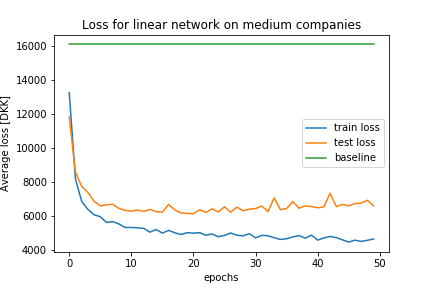 Loss for linear network on medium companies
Average loss [DKK]
16000
14000
12000
10000
8000
6000
4000
train loss
test loss
baseline
0 10 20 30 40 50
epochs